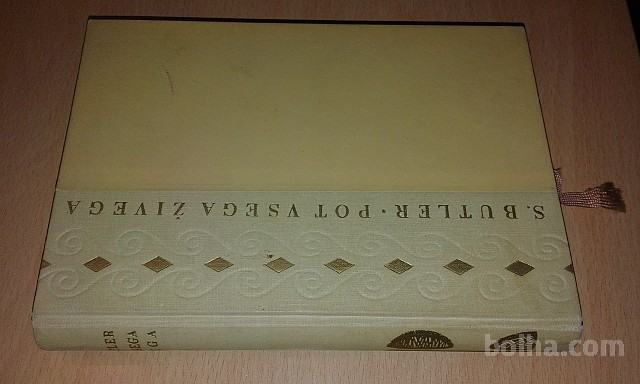 S. BUTLER · POT VSEGA ŽIVEGA
bolha.com